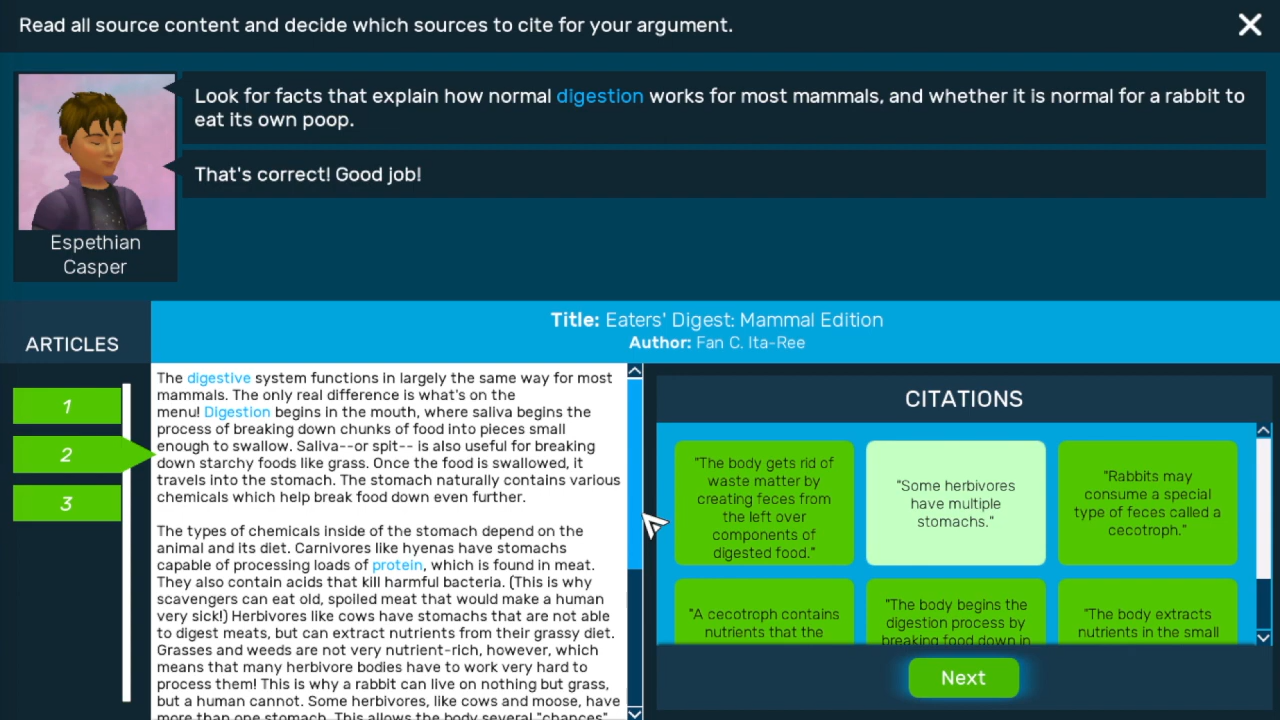 Read all source content and decide which sources to cite for your argument.
Look for facts that explain how normal digestion works for most mammals, and whether it is normal for a rabbit to
eat its own poop.
That's correct! Good job!
Espethian
Casper
ARTICLES
1
2
3
Title: Eaters' Digest: Mammal Edition
Author: Fan C. Ita-Ree
The digestive system functions in largely the same way for most
mammals. The only real difference is what's on the
menu! Digestion begins in the mouth, where saliva begins the
process of breaking down chunks of food into pieces small
enough to swallow. Saliva--or spit-- is also useful for breaking
down starchy foods like grass. Once the food is swallowed, it
travels into the stomach. The stomach naturally contains various
chemicals which help break food down even further.
The types of chemicals inside of the stomach depend on the
animal and its diet. Carnivores like hyenas have stomachs
capable of processing loads of protein, which is found in meat.
They also contain acids that kill harmful bacteria. (This is why
scavengers can eat old, spoiled meat that would make a human
very sick!) Herbivores like cows have stomachs that are not able
to digest meats, but can extract nutrients from their grassy diet.
Grasses and weeds are not very nutrient-rich, however, which
means that many herbivore bodies have to work very hard to
process them! This is why a rabbit can live on nothing but grass,
but a human cannot. Some herbivores, like cows and moose, have
more than one stomach. This allows the body several "chances"
CITATIONS
"The body gets rid of
waste matter by
creating feces from
the left over
components of
digested food."
"Some herbivores
have multiple
stomachs."
"Rabbits may
consume a special
type of feces called a
cecotroph."
"A cecotroph contains
nutrients that the
"The body begins the
digestion process by
breaking food down in
"The body extracts
nutrients in the small
Next